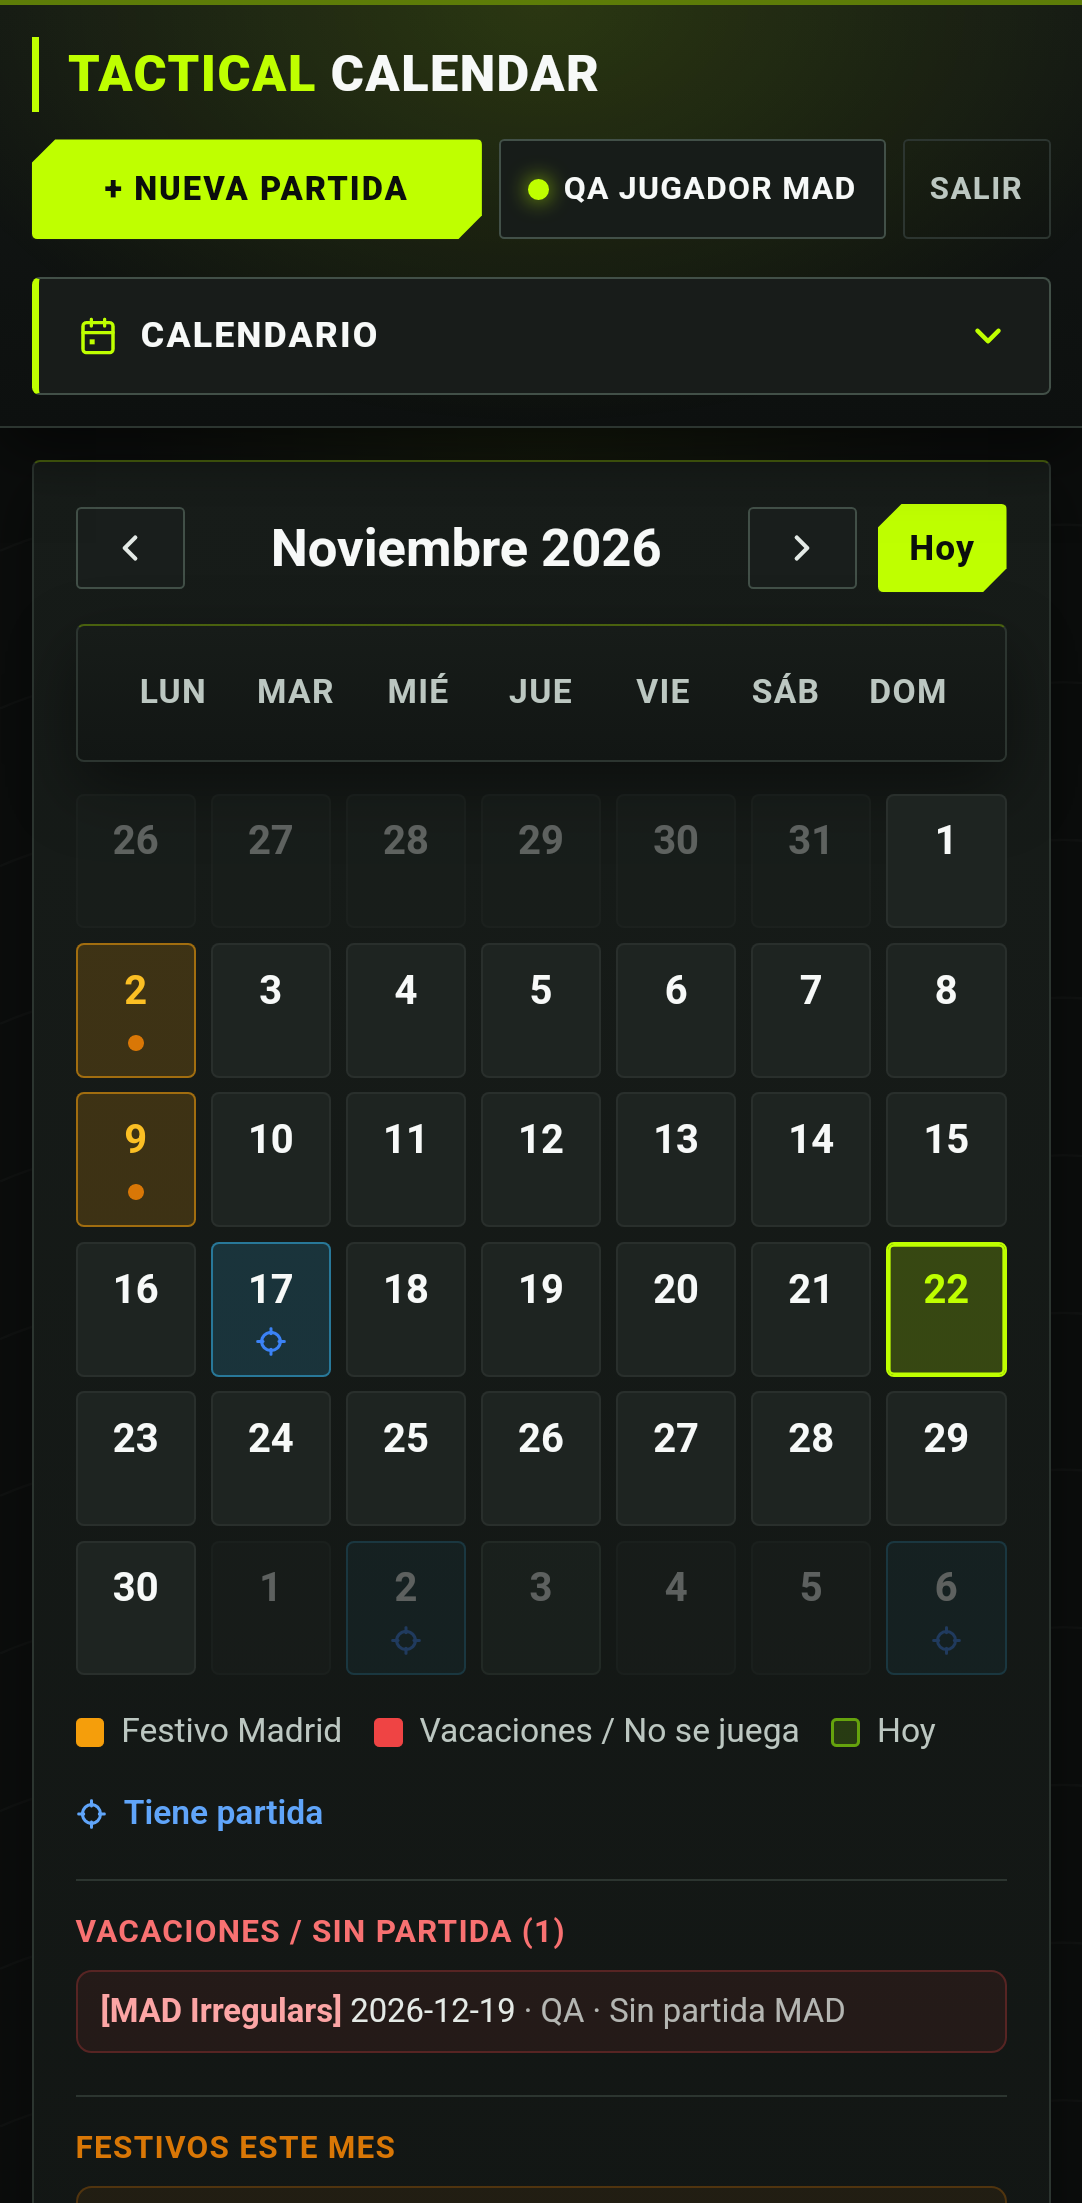 TACTICAL CALENDAR
+ NUEVA PARTIDA
QA JUGADOR MAD
SALIR
CALENDARIO
Noviembre 2026
Hoy
LUN MAR MIÉ JUE VIE SÁB DOM
26 27 28 29 30 31 1
2 3 4 5 6 7 8
9 10 11 12 13 14 15
16 17 18 19 20 21 22
23 24 25 26 27 28 29
30 1 2 3 4 5 6
Festivo Madrid Vacaciones / No se juega Hoy
Tiene partida
VACACIONES / SIN PARTIDA (1)
[MAD Irregulars] 2026-12-19 · QA · Sin partida MAD
FESTIVOS ESTE MES